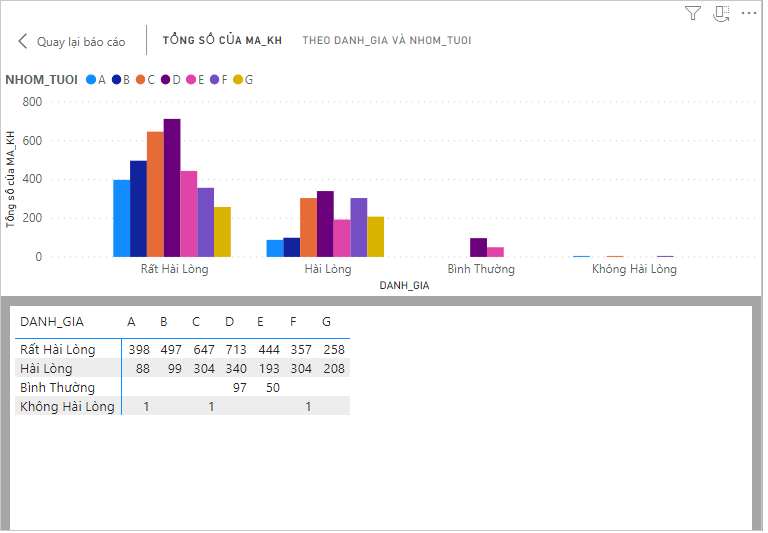 Quay lại báo cáo
TỔNG SỐ CỦA MA_KH
THEO DANH_GIA VÀ NHOM_TUOI
NHOM_TUOI A B C D E F G
Tổng số của MA_KH
800
600
400
200
0
Rất Hài Lòng Hài Lòng Bình Thường Không Hài Lòng
DANH_GIA
DANH_GIA A B C D E F G
Rất Hài Lòng 398 497 647 713 444 357 258
Hài Lòng 88 99 304 340 193 304 208
Bình Thường 97 50
Không Hài Lòng 1 1 1